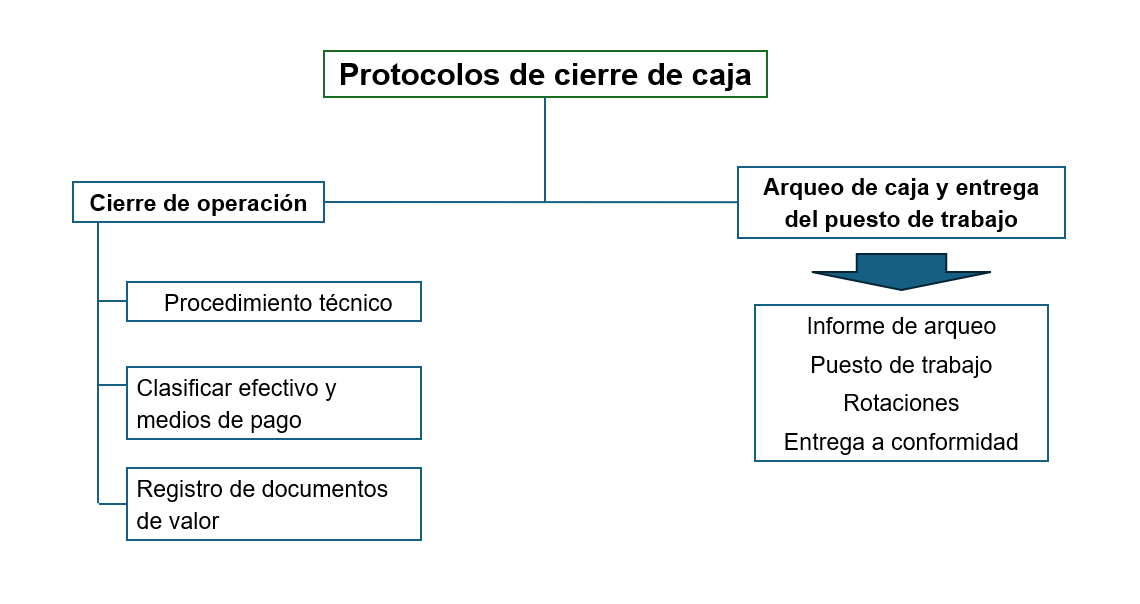 Protocolos de cierre de caja
Cierre de operación
Procedimiento técnico
Clasificar efectivo y
medios de pago
Registro de documentos
de valor
Arqueo de caja y entrega
del puesto de trabajo
Informe de arqueo
Puesto de trabajo
Rotaciones
Entrega a conformidad